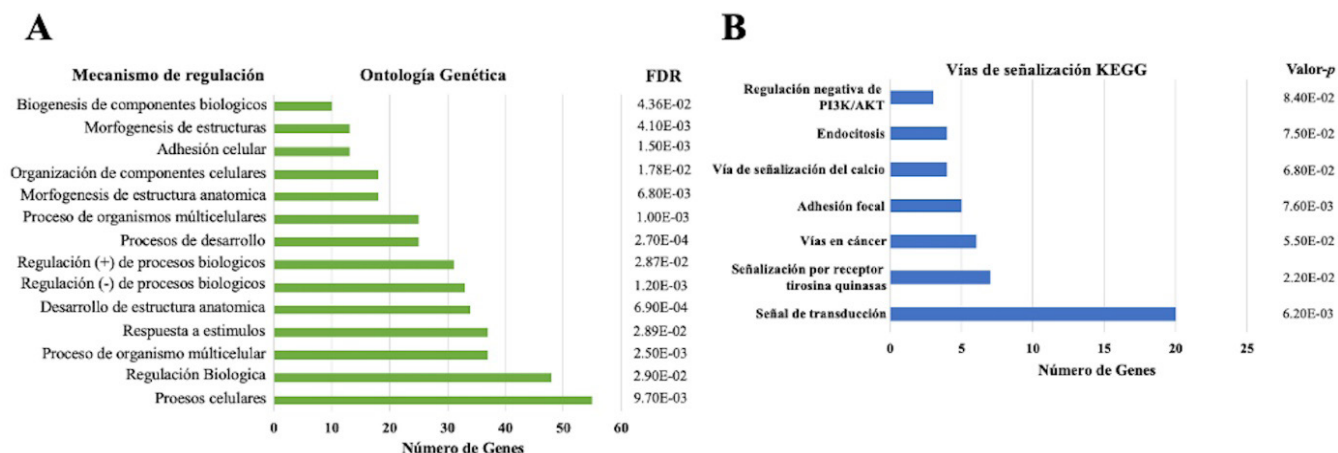 A
Mecanismo de regulación Ontología Genética FDR
Biogenesis de componentes biologicos 4.36E-02
Morfogenesis de estructuras 4.10E-03
Adhesión celular 1.50E-03
Organización de componentes celulares 1.78E-02
Morfogenesis de estructura anatomica 6.80E-03
Proceso de organismos múlticelulares 1.00E-03
Procesos de desarrollo 2.70E-04
Regulación (+) de procesos biologicos 2.87E-02
Regulación (-) de procesos biologicos 1.20E-03
Desarrollo de estructura anatomica 6.90E-04
Respuesta a estimulos 2.89E-02
Proceso de organismo múlticelular 2.50E-03
Regulación Biologica 2.90E-02
Proesos celulares 9.70E-03
0 10 20 30 40 50 60
Número de Genes
B
Vías de señalización KEGG Valor-p
Regulación negativa de
PI3K/AKT 8.40E-02
Endocitosis 7.50E-02
Vía de señalización del calcio 6.80E-02
Adhesión focal 7.60E-03
Vías en cáncer 5.50E-02
Señalización por receptor
tirosina quinasas 2.20E-02
Señal de transducción 6.20E-03
0 5 10 15 20 25
Número de Genes